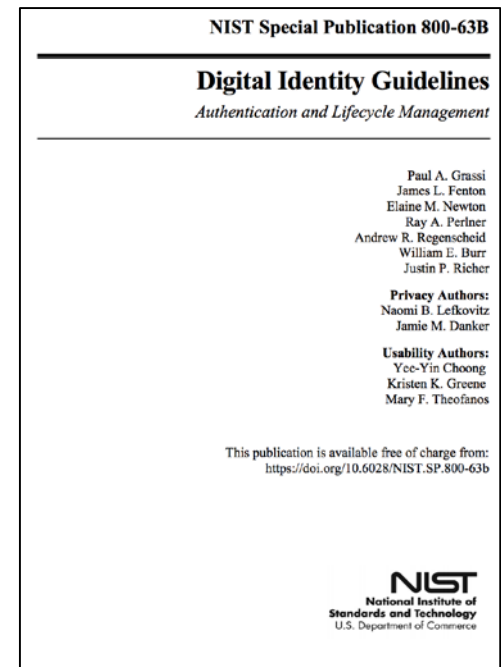 NIST Special Publication 800-63B
Digital Identity Guidelines
Authentication and Lifecycle Management
Paul A. Grassi
James L. Fenton
Elaine M. Newton
Ray A. Perlner
Andrew R. Regenscheid
William E. Burr
Justin P. Richer
Privacy Authors:
Naomi B. Lefkovitz
Jamie M. Danker
Usability Authors:
Yee-Yin Choong
Kristen K. Greene
Mary F. Theofanos
This publication is available free of charge from:
https://doi.org/10.6028/NIST.SP.800-63b
NIST
National Institute of
Standards and Technology
U.S. Department of Commerce